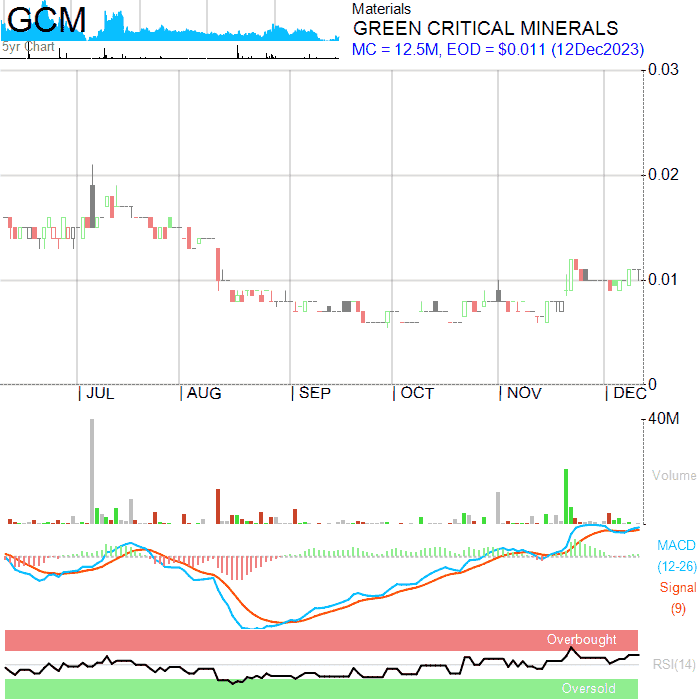 GCM
5yr Chart
Materials
GREEN CRITICAL MINERALS
MC = 12.5M, EOD = $0.011 (12Dec2023)
0.03
0.02
0.01
0
| JUL | AUG | SEP | OCT | NOV | DEC
40M
Volume
MACD
(12-26)
Signal
(9)
Overbought
RSI(14)
Oversold